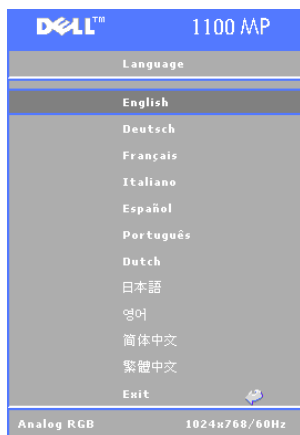 DELL™ 1100 MP
Language
English
Deutsch
Français
Italiano
Español
Português
Dutch
日本語
영어
简体中文
繁體中文
Exit
Analog RGB 1024x768/60Hz